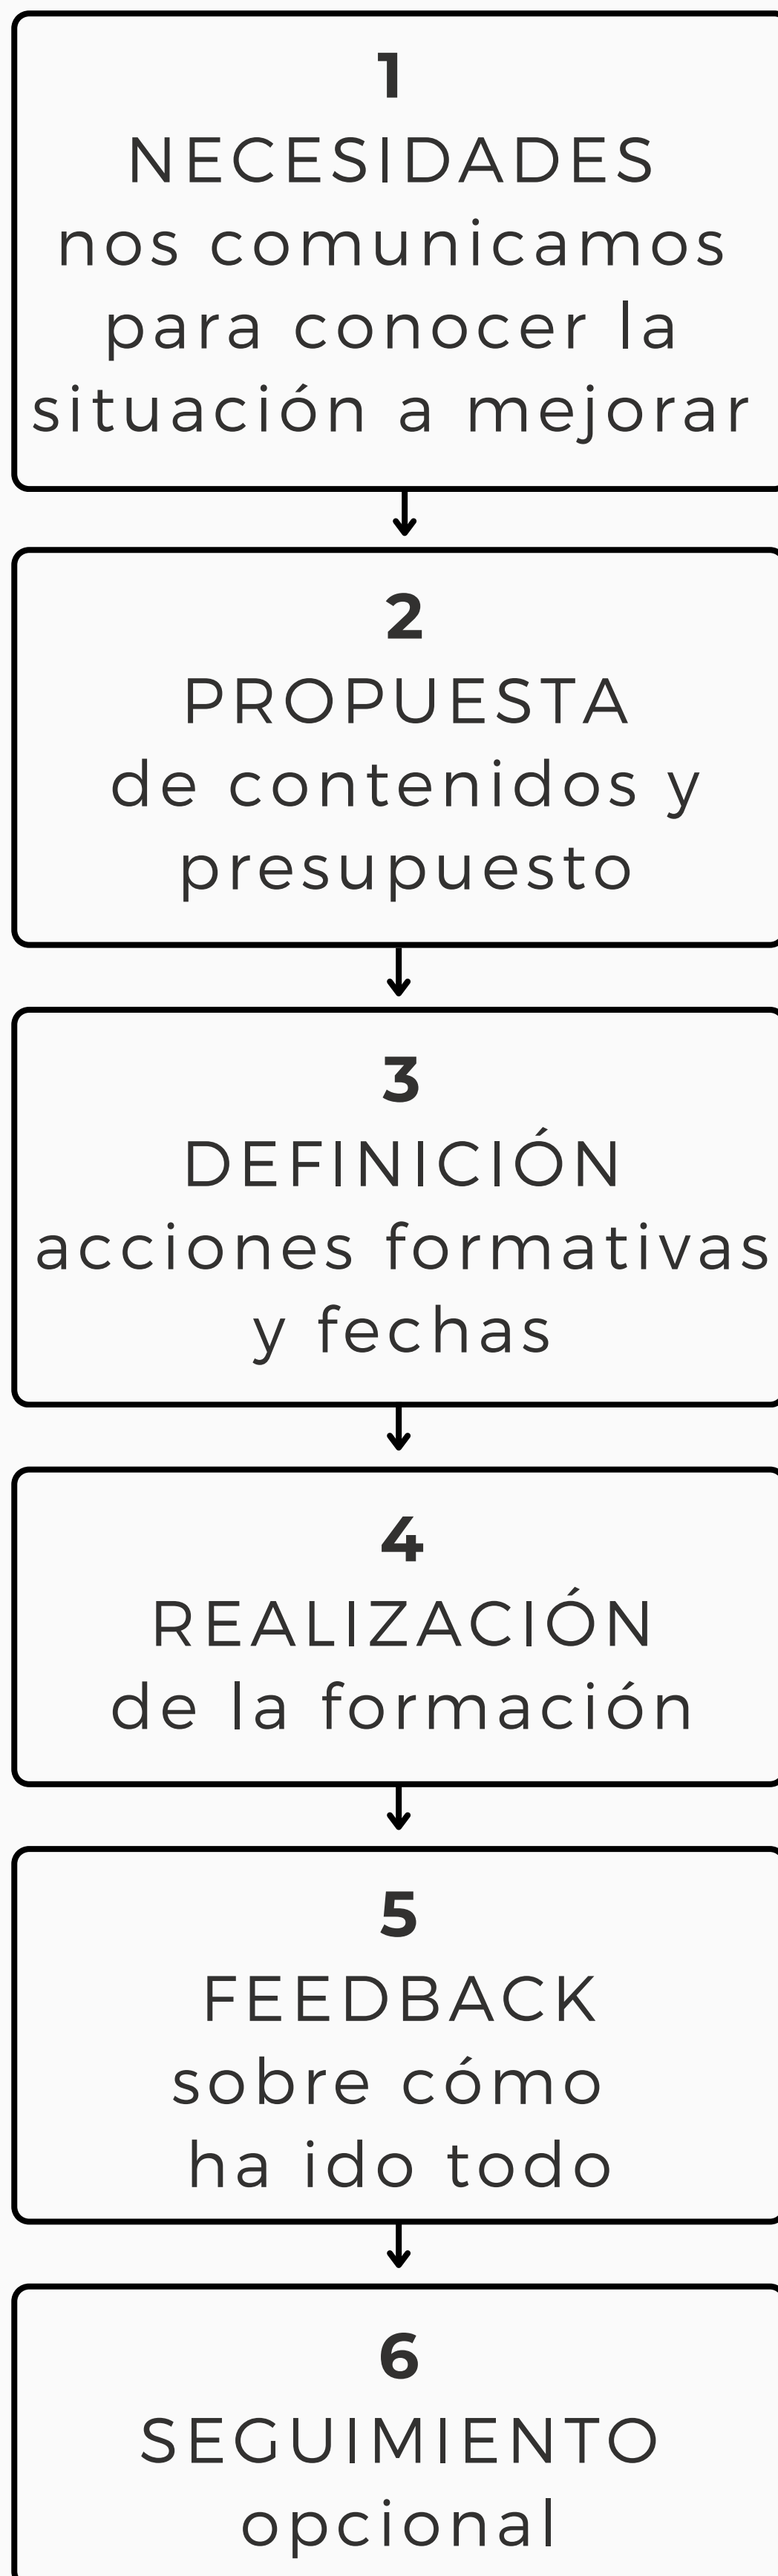 1
NECESIDADES
nos comunicamos
para conocer la
situación a mejorar
2
PROPUESTA
de contenidos y
presupuesto
3
DEFINICIÓN
acciones formativas
y fechas
4
REALIZACIÓN
de la formación
5
FEEDBACK
sobre cómo
ha ido todo
6
SEGUIMIENTO
opcional